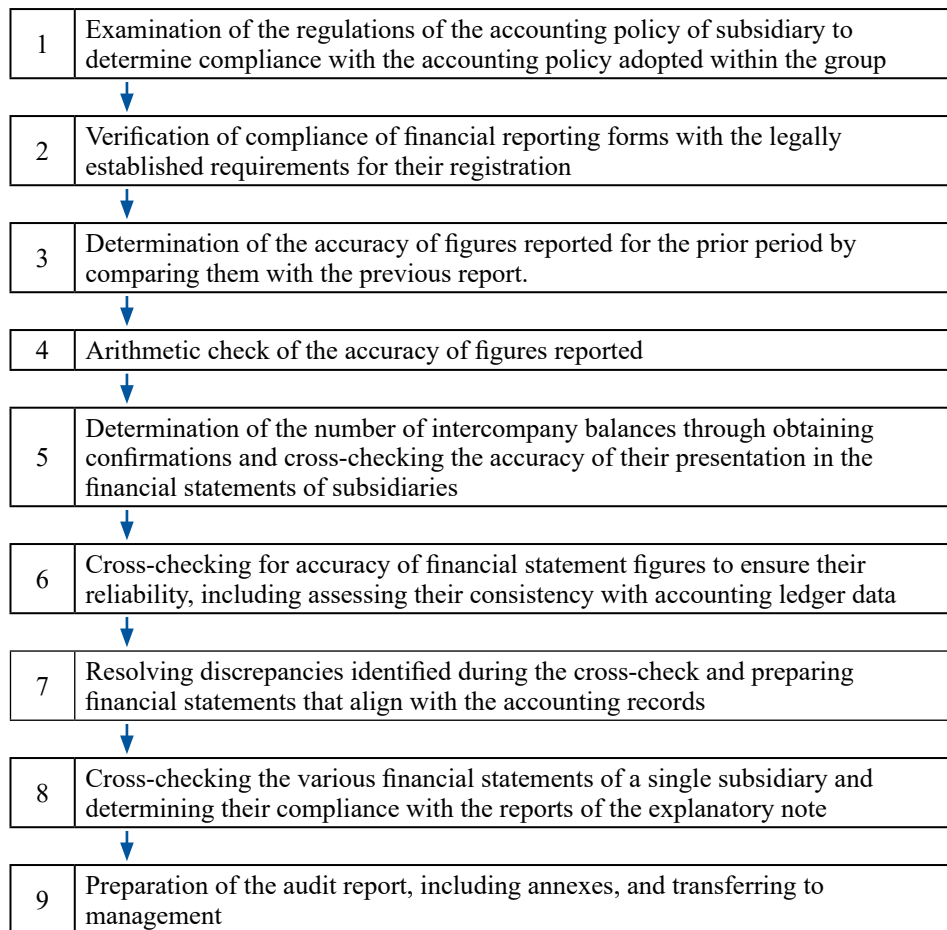 1
Examination of the regulations of the accounting policy of subsidiary to
determine compliance with the accounting policy adopted within the group
2
Verification of compliance of financial reporting forms with the legally
established requirements for their registration
3
Determination of the accuracy of figures reported for the prior period by
comparing them with the previous report.
4
Arithmetic check of the accuracy of figures reported
5
Determination of the number of intercompany balances through obtaining
confirmations and cross-checking the accuracy of their presentation in the
financial statements of subsidiaries
6
Cross-checking for accuracy of financial statement figures to ensure their
reliability, including assessing their consistency with accounting ledger data
7
Resolving discrepancies identified during the cross-check and preparing
financial statements that align with the accounting records
8
Cross-checking the various financial statements of a single subsidiary and
determining their compliance with the reports of the explanatory note
9
Preparation of the audit report, including annexes, and transferring to
management